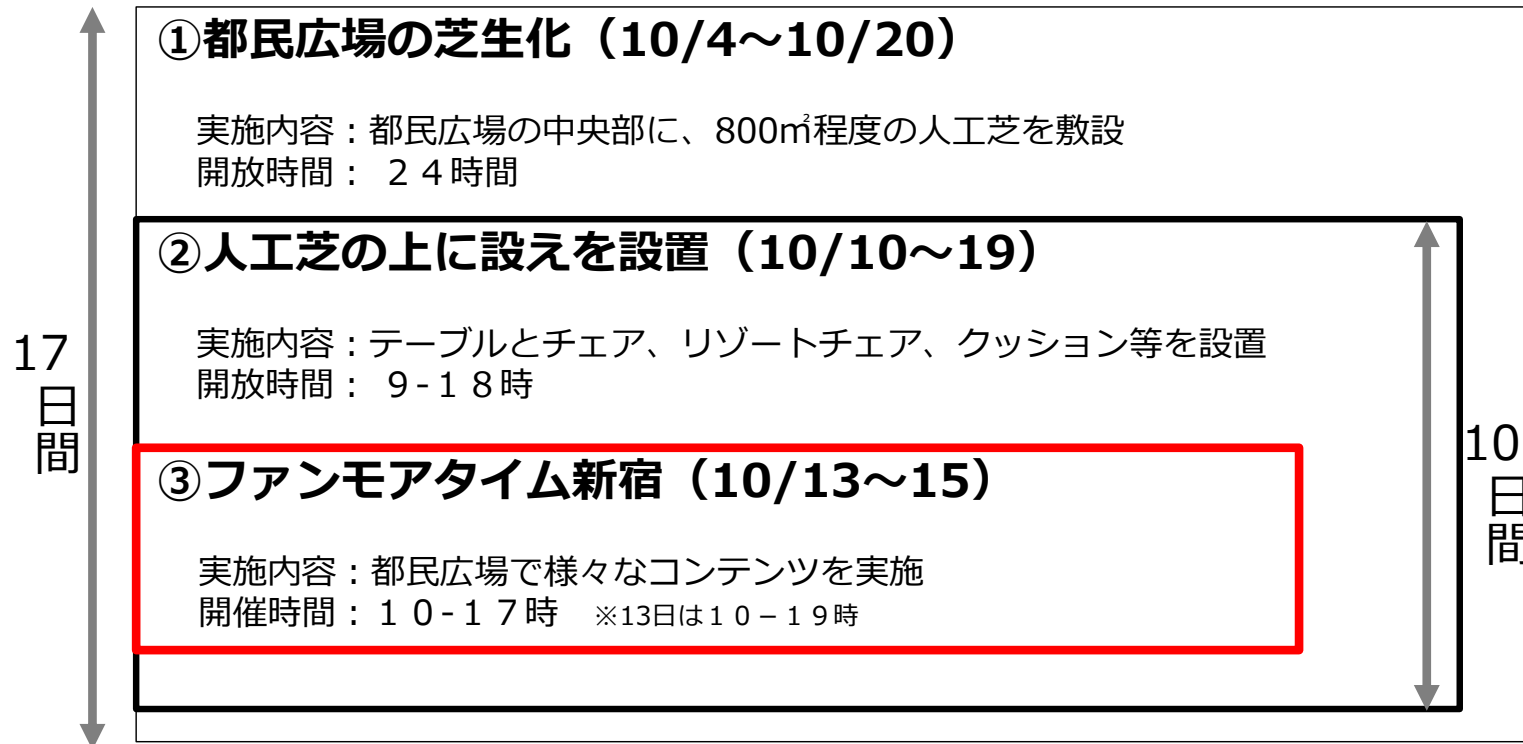 ①都民広場の芝生化（10/4～10/20）
実施内容：都民広場の中央部に、800㎡程度の人工芝を敷設
開放時間： ２４時間
②人工芝の上に設えを設置（10/10～19）
実施内容：テーブルとチェア、リゾートチェア、クッション等を設置
開放時間： ９-１８時
③ファンモアタイム新宿（10/13～15）
実施内容：都民広場で様々なコンテンツを実施
開催時間：１０-１７時　※13日は１０－１９時
17日間
10日間